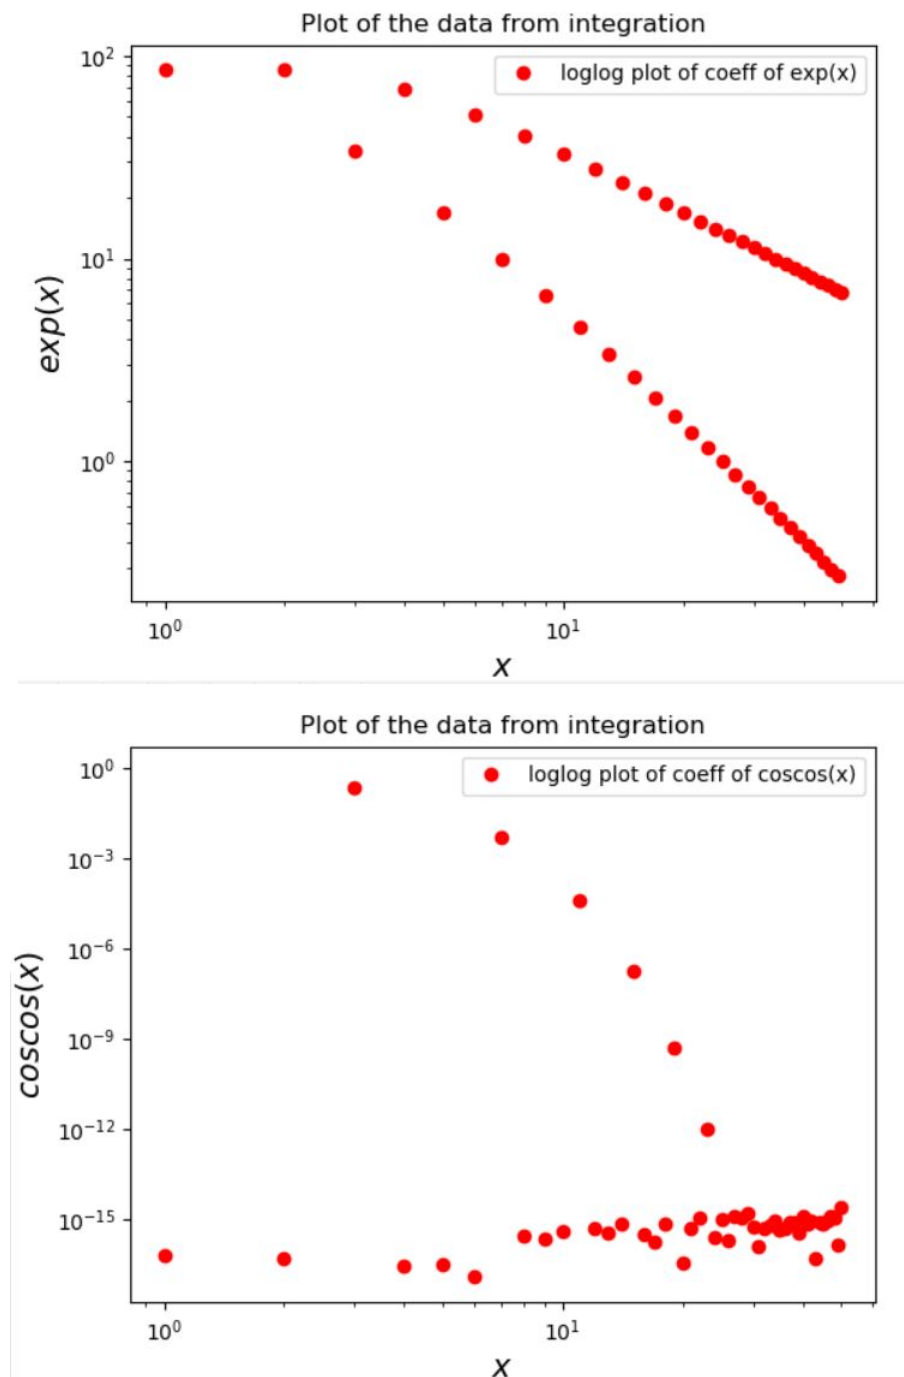 Plot of the data from integration
loglog plot of coeff of exp(x)
10²
10¹
10⁰
exp(x)
10⁰ 10¹
x
Plot of the data from integration
loglog plot of coeff of coscos(x)
10⁰
10⁻³
10⁻⁶
10⁻⁹
10⁻¹²
10⁻¹⁵
coscos(x)
10⁰ 10¹
x